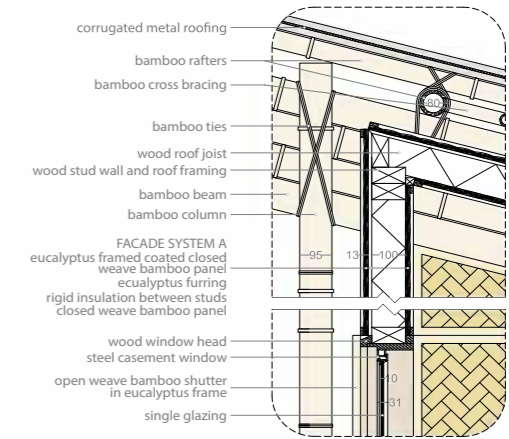 corrugated metal roofing
bamboo rafters
bamboo cross bracing
80
bamboo ties
wood roof joist
wood stud wall and roof framing
bamboo beam
bamboo column
FACADE SYSTEM A
eucalyptus framed coated closed
weave bamboo panel
ecualyptus furring
rigid insulation between studs
closed weave bamboo panel
95
13
100
wood window head
steel casement window
open weave bamboo shutter
in eucalyptus frame
single glazing
10
31